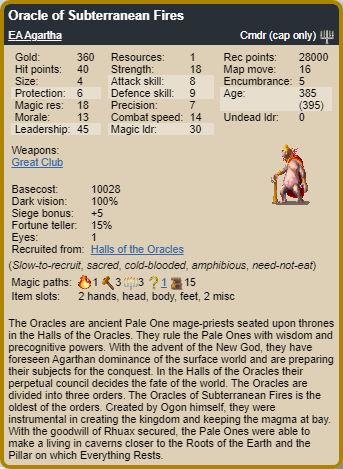 Oracle of Subterranean Fires
EA Agartha Cmdr (cap only)
Gold: 360 Resources: 1 Rec points: 28000
Hit points: 40 Strength: 18 Map move: 16
Size: 4 Attack skill: 8 Encumbrance: 5
Protection: 6 Defence skill: 9 Age: 385
Magic res: 18 Precision: 7 (395)
Morale: 13 Combat speed: 14 Undead ldr: 0
Leadership: 45 Magic ldr: 30
Weapons:
Great Club
Basecost: 10028
Dark vision: 100%
Siege bonus: +5
Fortune teller: 15%
Eyes: 1
Recruited from: Halls of the Oracles
(Slow-to-recruit, sacred, cold-blooded, amphibious, need-not-eat)
Magic paths: 1 3 3 ? 1 15
Item slots: 2 hands, head, body, feet, 2 misc
The Oracles are ancient Pale One mage-priests seated upon thrones
in the Halls of the Oracles. They rule the Pale Ones with wisdom and
precognitive powers. With the advent of the New God, they have
foreseen Agarthan dominance of the surface world and are preparing
their subjects for the conquest. In the Halls of the Oracles their
perpetual council decides the fate of the world. The Oracles are
divided into three orders. The Oracles of Subterranean Fires is the
oldest of the orders. Created by Ogon himself, they were
instrumental in creating the kingdom and keeping the magma at bay.
With the goodwill of Rhuax secured, the Pale Ones were able to
make a living in caverns closer to the Roots of the Earth and the
Pillar on which Everything Rests.